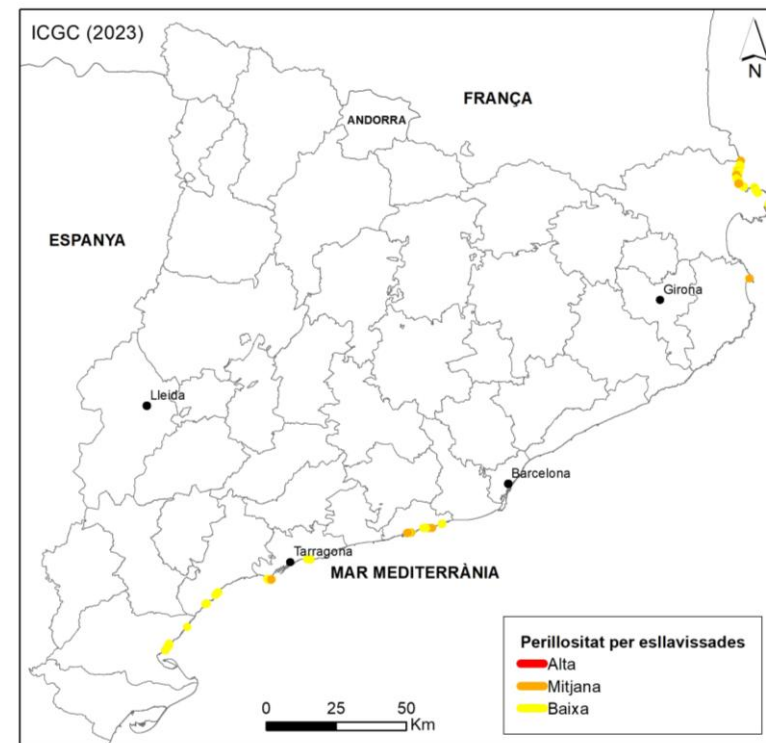 ICGC (2023)
N
FRANÇA
ANDORRA
ESPANYA
Girona
Lleida
Barcelona
Tarragona
MAR MEDITERRÀNIA
Perillositat per esllavissades
Alta
Mitjana
Baixa
0 25 50
Km